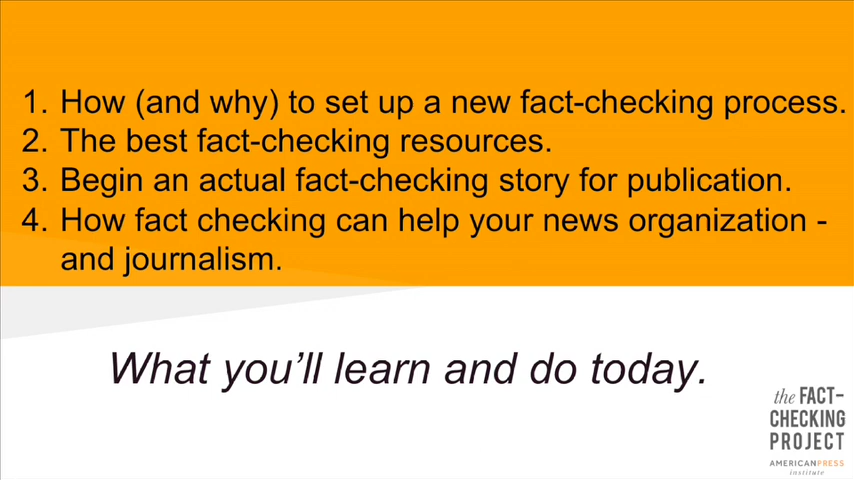 1. How (and why) to set up a new fact-checking process.
2. The best fact-checking resources.
3. Begin an actual fact-checking story for publication.
4. How fact checking can help your news organization -
and journalism.
What you’ll learn and do today.
the FACT-
CHECKING
PROJECT
AMERICANPRESS
institute